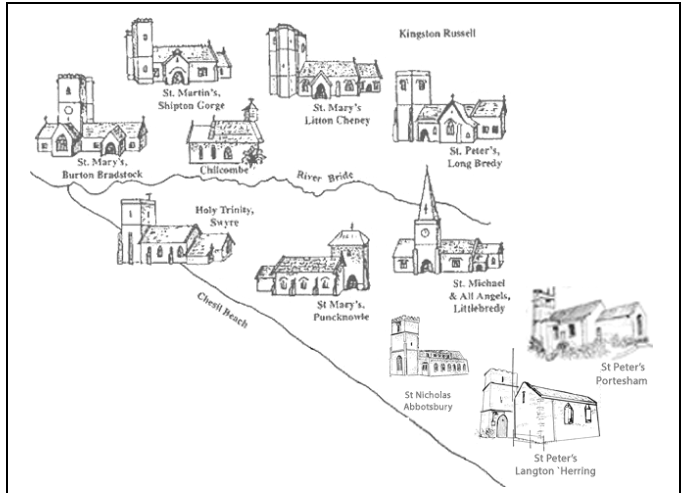 Kingston Russell
St. Martin's,
Shipton Gorge
St. Mary's
Litton Cheney
St. Peter's,
Long Bredy
St. Mary's,
Burton Bradstock
Chilcombe
River Bride
Holy Trinity,
Swyre
St Mary's,
Puncknowle
St. Michael
& All Angels,
Littlebredy
Chesil Beach
St Nicholas
Abbotsbury
St Peter's
Portesham
St Peter's
Langton `Herring